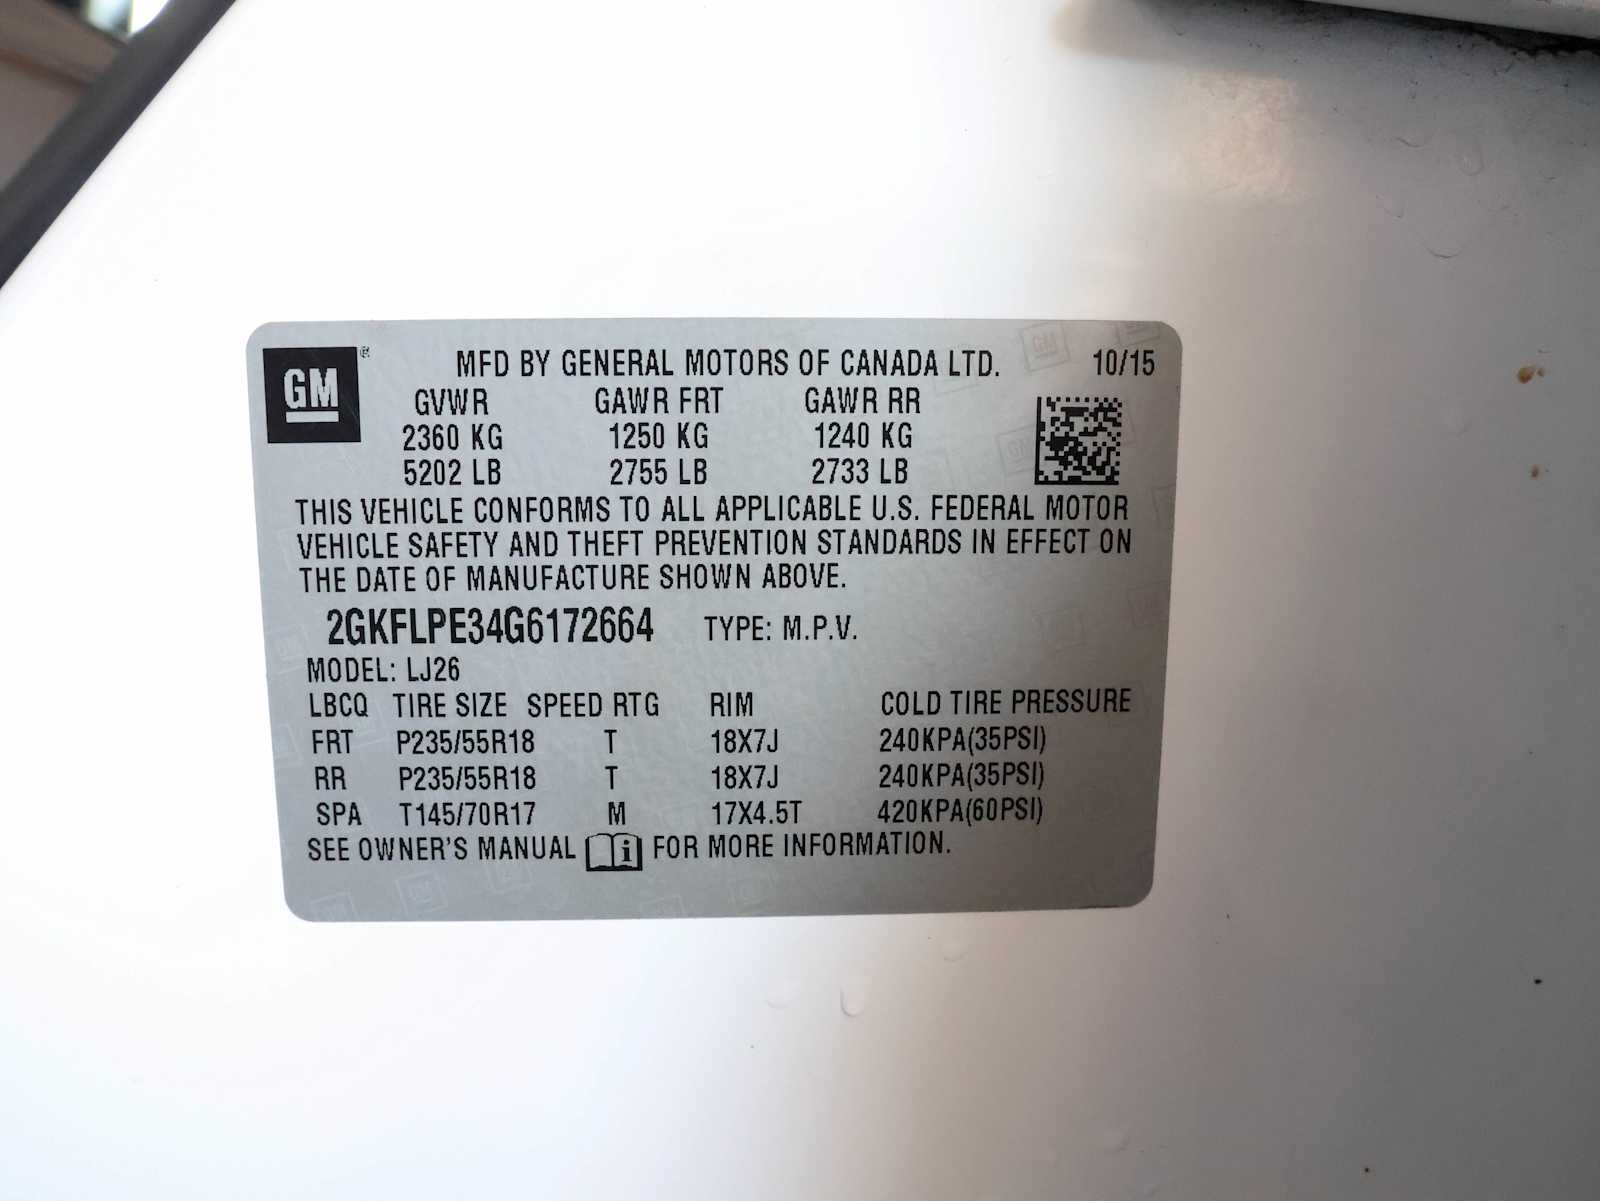 GM ® MFD BY GENERAL MOTORS OF CANADA LTD. 10/15
GVWR GAWR FRT GAWR RR
2360 KG 1250 KG 1240 KG
5202 LB 2755 LB 2733 LB
THIS VEHICLE CONFORMS TO ALL APPLICABLE U.S. FEDERAL MOTOR
VEHICLE SAFETY AND THEFT PREVENTION STANDARDS IN EFFECT ON
THE DATE OF MANUFACTURE SHOWN ABOVE.
2GKFLPE34G6172664 TYPE: M.P.V.
MODEL: LJ26
LBCQ TIRE SIZE SPEED RTG RIM COLD TIRE PRESSURE
FRT P235/55R18 T 18X7J 240KPA(35PSI)
RR P235/55R18 T 18X7J 240KPA(35PSI)
SPA T145/70R17 M 17X4.5T 420KPA(60PSI)
SEE OWNER'S MANUAL i FOR MORE INFORMATION.